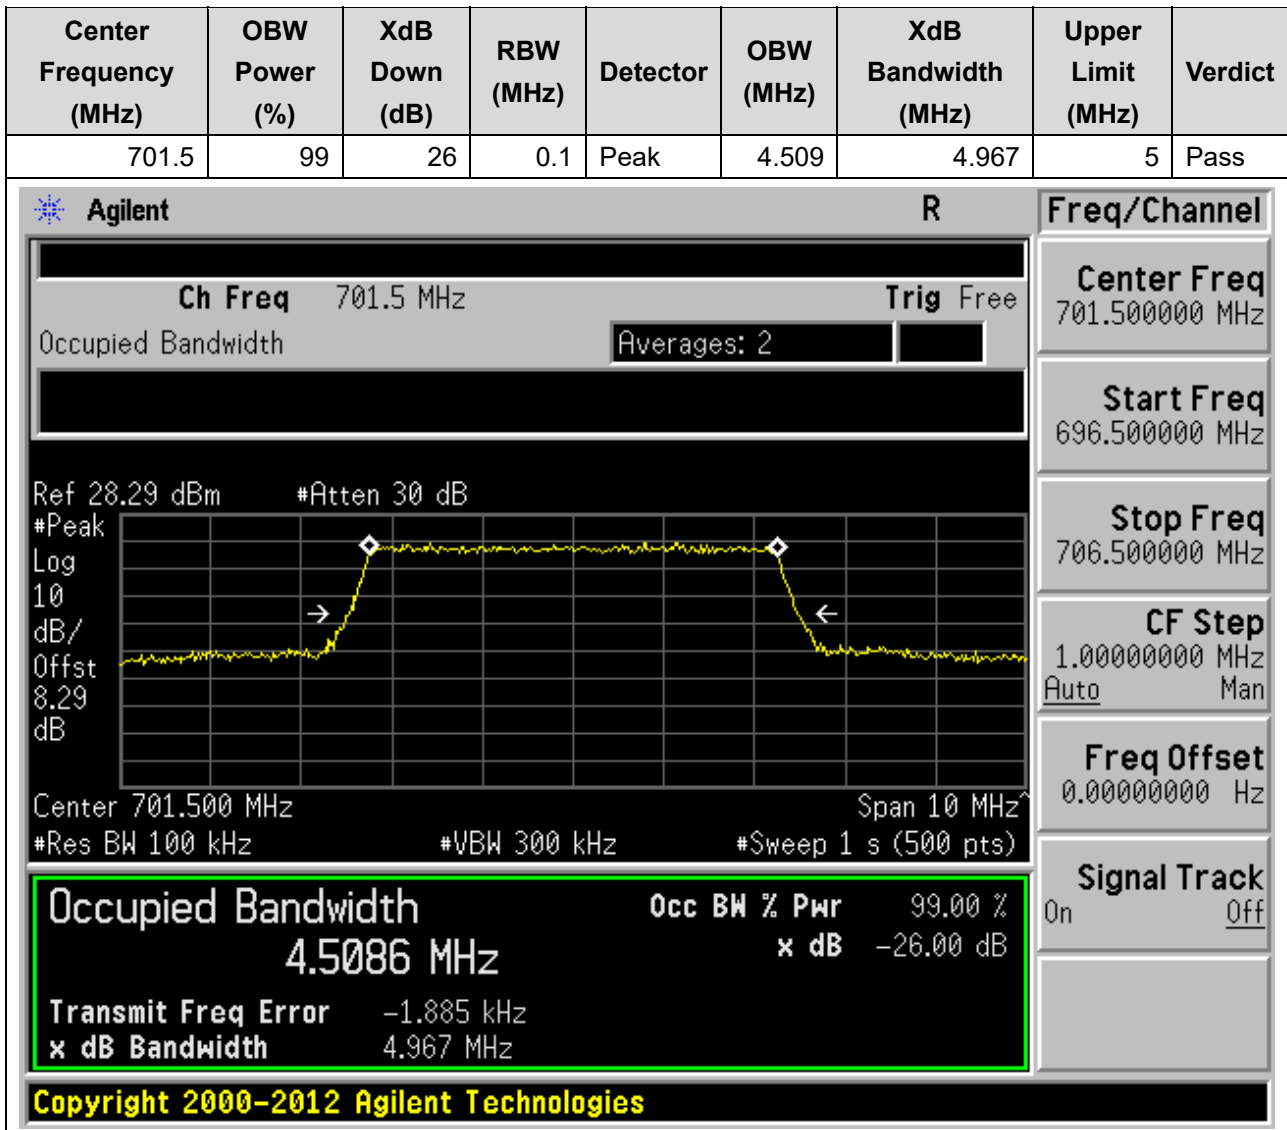 Center Frequency (MHz) OBW Power (%) XdB Down (dB) RBW (MHz) Detector OBW (MHz) XdB Bandwidth (MHz) Upper Limit (MHz) Verdict
701.5 99 26 0.1 Peak 4.509 4.967 5 Pass
Agilent R Freq/Channel
Ch Freq 701.5 MHz Trig Free
Occupied Bandwidth Averages: 2
Center Freq
701.500000 MHz
Start Freq
696.500000 MHz
Stop Freq
706.500000 MHz
CF Step
1.00000000 MHz
Auto Man
Freq Offset
0.00000000 Hz
Signal Track
On Off
Ref 28.29 dBm #Atten 30 dB
#Peak
Log
10
dB/
Offst
8.29
dB
Center 701.500 MHz Span 10 MHz^
#Res BW 100 kHz #VBW 300 kHz #Sweep 1 s (500 pts)
Occupied Bandwidth
4.5086 MHz
Occ BW % Pwr 99.00 %
x dB -26.00 dB
Transmit Freq Error -1.885 kHz
x dB Bandwidth 4.967 MHz
Copyright 2000-2012 Agilent Technologies